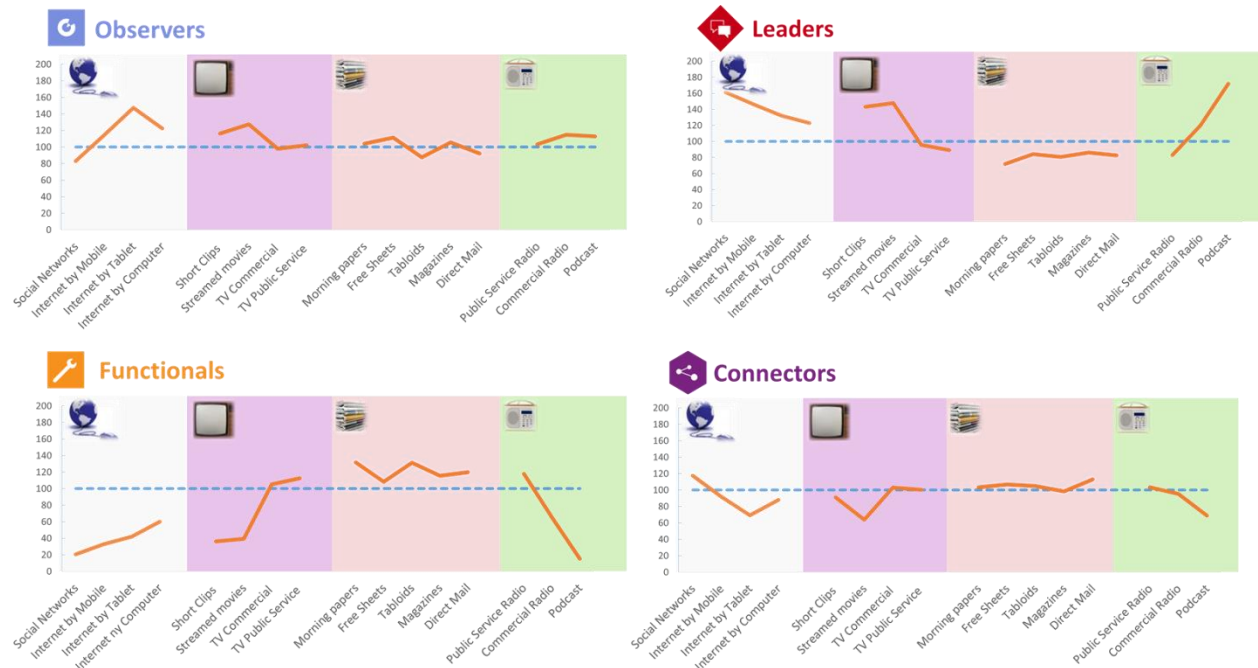 Observers
200
180
160
140
120
100
80
60
40
20
0
Social Networks
Internet by Mobile
Internet by Tablet
Internet by Computer
Short Clips
Streamed movies
TV Commercial
TV Public Service
Morning papers
Free Sheets
Tabloids
Magazines
Direct Mail
Public Service Radio
Commercial Radio
Podcast
Leaders
200
180
160
140
120
100
80
60
40
20
0
Social Networks
Internet by Mobile
Internet by Tablet
Internet by Computer
Short Clips
Streamed movies
TV Commercial
TV Public Service
Morning papers
Free Sheets
Tabloids
Magazines
Direct Mail
Public Service Radio
Commercial Radio
Podcast
Functionals
200
180
160
140
120
100
80
60
40
20
0
Social Networks
Internet by Mobile
Internet by Tablet
Internet ny Computer
Short Clips
Streamed movies
TV Commercial
TV Public Service
Morning papers
Free Sheets
Tabloids
Magazines
Direct Mail
Public Service Radio
Commercial Radio
Podcast
Connectors
200
180
160
140
120
100
80
60
40
20
0
Social Networks
Internet by Mobile
Internet by Tablet
Internet by Computer
Short Clips
Streamed movies
TV Commercial
TV Public Service
Morning papers
Free Sheets
Tabloids
Magazines
Direct Mail
Public Service Radio
Commercial Radio
Podcast